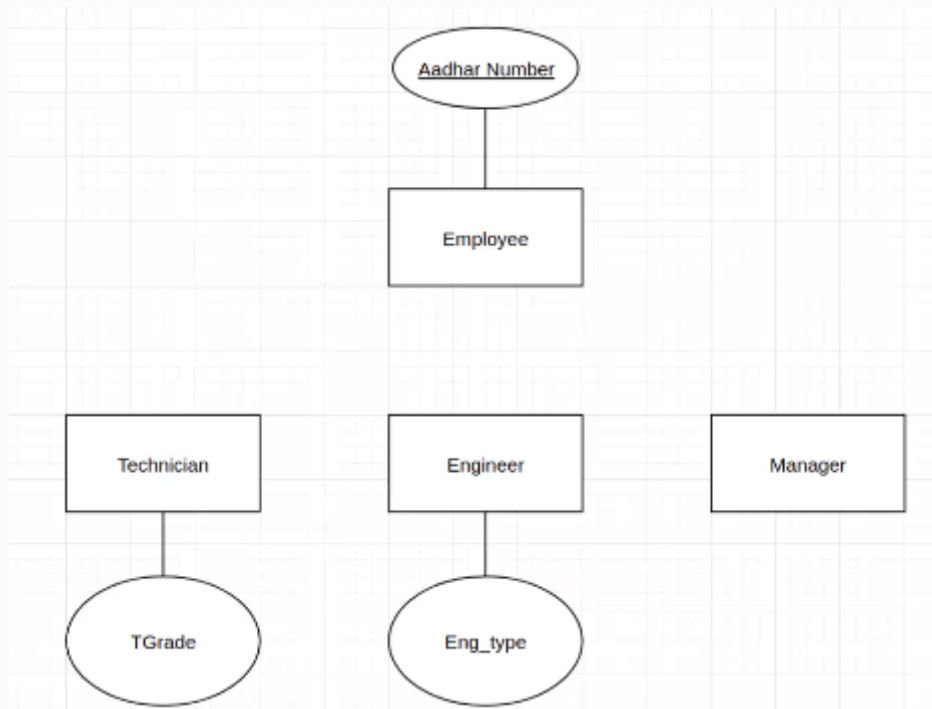 Aadhar Number
Employee
Technician
Engineer
Manager
TGrade
Eng_type